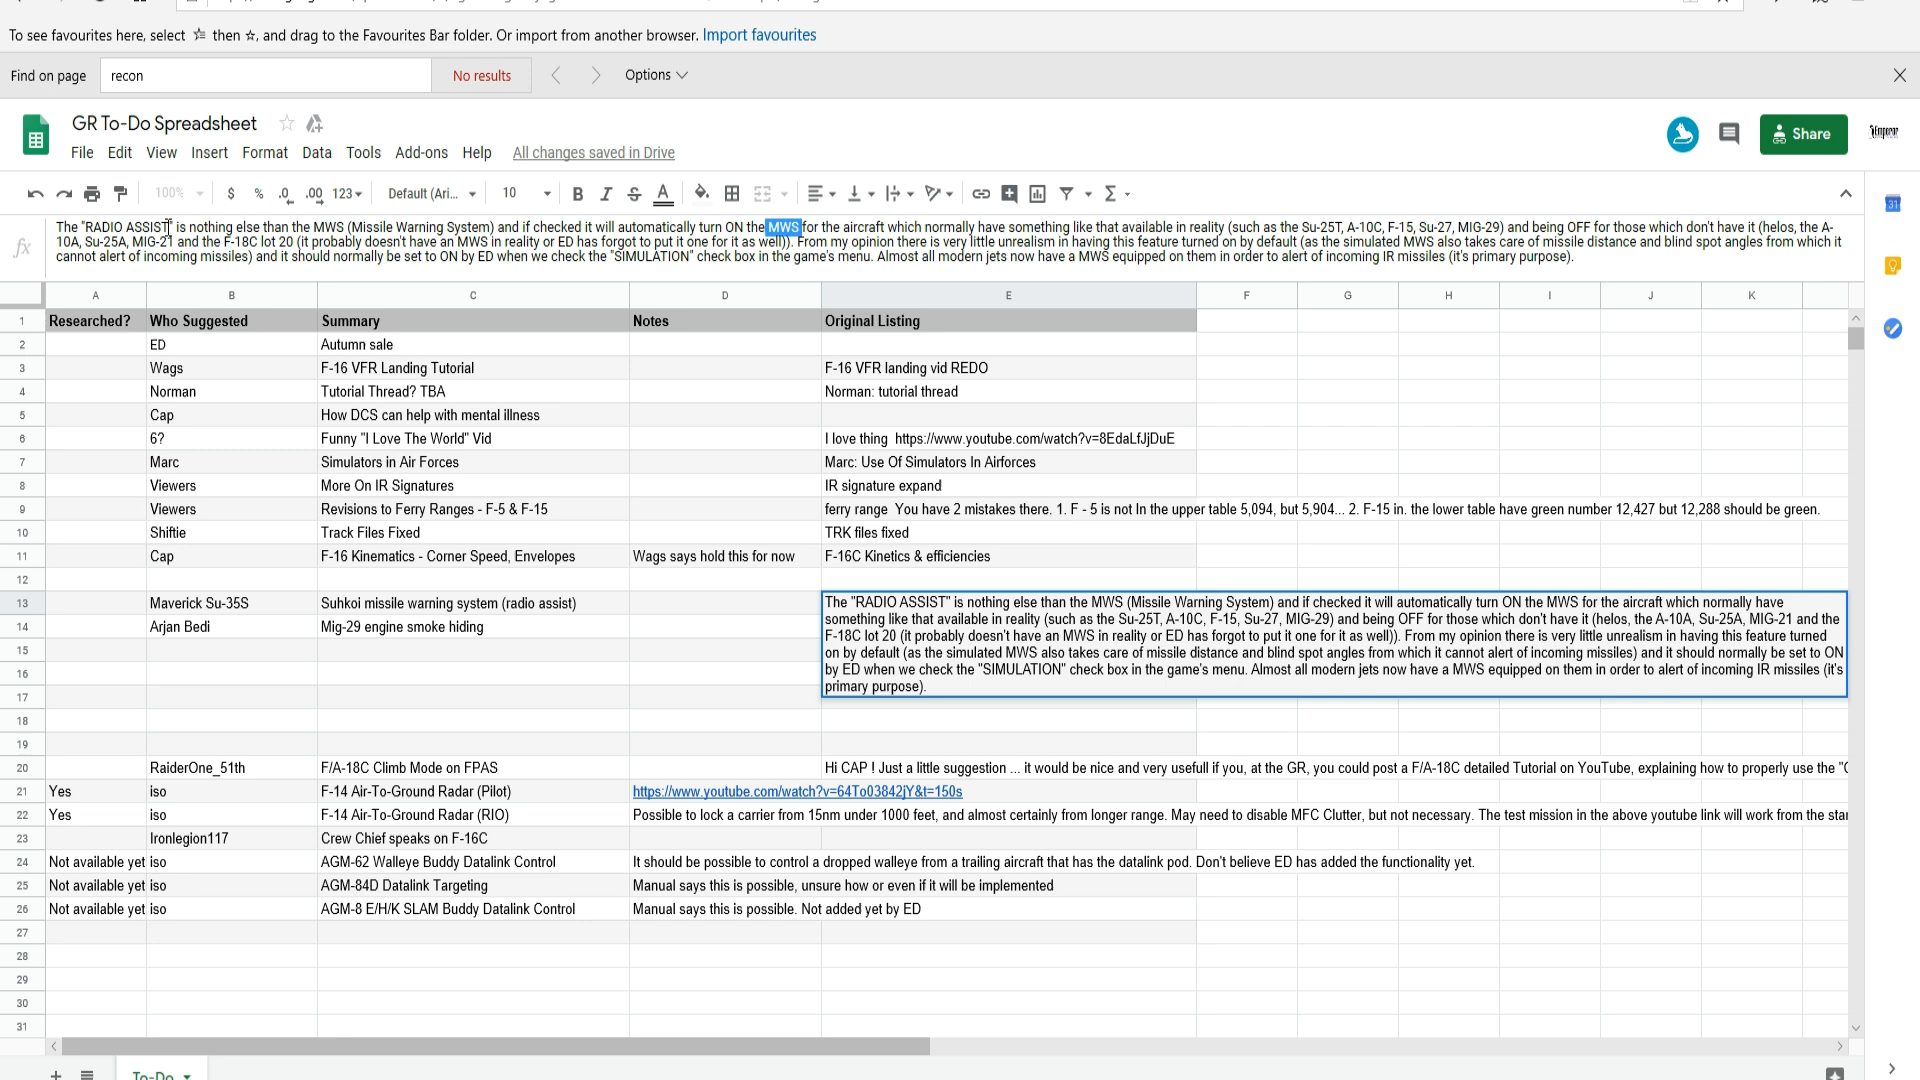 To see favourites here, select then ☆, and drag to the Favourites Bar folder. Or import from another browser. Import favourites
Find on page recon No results Options
GR To-Do Spreadsheet
Share
Emperor
File Edit View Insert Format Data Tools Add-ons Help All changes saved in Drive
100% $ % .0 .00 123 Default (Ari... 10 B I S A
The "RADIO ASSIST" is nothing else than the MWS (Missile Warning System) and if checked it will automatically turn ON the MWS for the aircraft which normally have something like that available in reality (such as the Su-25T, A-10C, F-15, Su-27, MIG-29) and being OFF for those which don't have it (helos, the A-
10A, Su-25A, MIG-21 and the F-18C lot 20 (it probably doesn't have an MWS in reality or ED has forgot to put it one for it as well)). From my opinion there is very little unrealism in having this feature turned on by default (as the simulated MWS also takes care of missile distance and blind spot angles from which it
cannot alert of incoming missiles) and it should normally be set to ON by ED when we check the "SIMULATION" check box in the game's menu. Almost all modern jets now have a MWS equipped on them in order to alert of incoming IR missiles (it's primary purpose).
fx
31
A B C D E F G H I J K
1 Researched? Who Suggested Summary Notes Original Listing
2 ED Autumn sale
3 Wags F-16 VFR Landing Tutorial F-16 VFR landing vid REDO
4 Norman Tutorial Thread? TBA Norman: tutorial thread
5 Cap How DCS can help with mental illness
6 6? Funny "I Love The World" Vid I love thing https://www.youtube.com/watch?v=8EdaLfJjDuE
7 Marc Simulators in Air Forces Marc: Use Of Simulators In Airforces
8 Viewers More On IR Signatures IR signature expand
9 Viewers Revisions to Ferry Ranges - F-5 & F-15 ferry range You have 2 mistakes there. 1. F - 5 is not In the upper table 5,094, but 5,904... 2. F-15 in. the lower table have green number 12,427 but 12,288 should be green.
10 Shiftie Track Files Fixed TRK files fixed
11 Cap F-16 Kinematics - Corner Speed, Envelopes Wags says hold this for now F-16C Kinetics & efficiencies
12
13 Maverick Su-35S Suhkoi missile warning system (radio assist) The "RADIO ASSIST" is nothing else than the MWS (Missile Warning System) and if checked it will automatically turn ON the MWS for the aircraft which normally have
something like that available in reality (such as the Su-25T, A-10C, F-15, Su-27, MIG-29) and being OFF for those which don't have it (helos, the A-10A, Su-25A, MIG-21 and the
14 Arjan Bedi Mig-29 engine smoke hiding F-18C lot 20 (it probably doesn't have an MWS in reality or ED has forgot to put it one for it as well)). From my opinion there is very little unrealism in having this feature turned
15 on by default (as the simulated MWS also takes care of missile distance and blind spot angles from which it cannot alert of incoming missiles) and it should normally be set to ON
16 by ED when we check the "SIMULATION" check box in the game's menu. Almost all modern jets now have a MWS equipped on them in order to alert of incoming IR missiles (it's
17 primary purpose).
18
19
20 RaiderOne_51th F/A-18C Climb Mode on FPAS Hi CAP ! Just a little suggestion ... it would be nice and very usefull if you, at the GR, you could post a F/A-18C detailed Tutorial on YouTube, explaining how to properly use the
21 Yes iso F-14 Air-To-Ground Radar (Pilot) https://www.youtube.com/watch?v=64To03842jY&t=150s
22 Yes iso F-14 Air-To-Ground Radar (RIO) Possible to lock a carrier from 15nm under 1000 feet, and almost certainly from longer range. May need to disable MFC Clutter, but not necessary. The test mission in the above youtube link will work from the
23 Ironlegion117 Crew Chief speaks on F-16C
24 Not available yet iso AGM-62 Walleye Buddy Datalink Control It should be possible to control a dropped walleye from a trailing aircraft that has the datalink pod. Don't believe ED has added the functionality yet.
25 Not available yet iso AGM-84D Datalink Targeting Manual says this is possible, unsure how or even if it will be implemented
26 Not available yet iso AGM-8 E/H/K SLAM Buddy Datalink Control Manual says this is possible. Not added yet by ED
27
28
29
30
31
To-Do